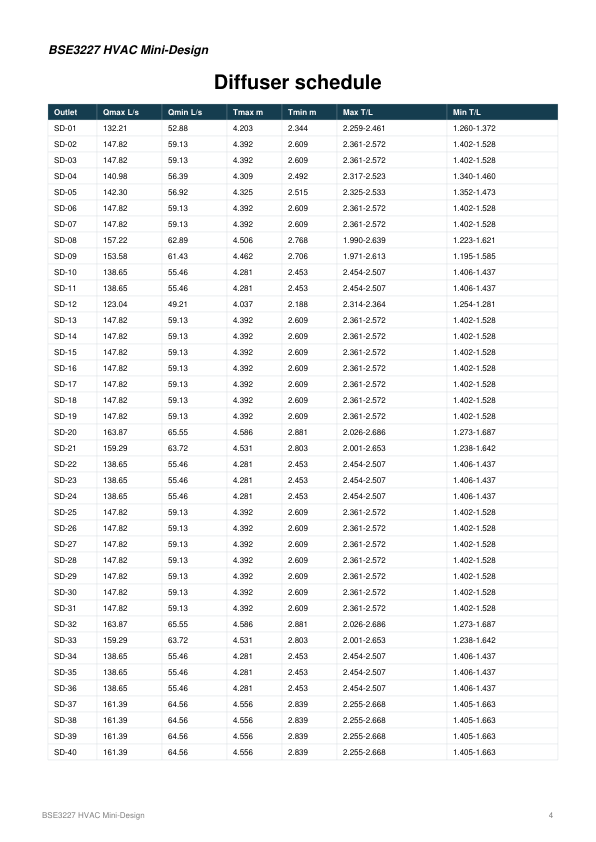 BSE3227 HVAC Mini-Design
Diffuser schedule
Outlet Qmax L/s Qmin L/s Tmax m Tmin m Max T/L Min T/L
SD-01 132.21 52.88 4.203 2.344 2.259-2.461 1.260-1.372
SD-02 147.82 59.13 4.392 2.609 2.361-2.572 1.402-1.528
SD-03 147.82 59.13 4.392 2.609 2.361-2.572 1.402-1.528
SD-04 140.98 56.39 4.309 2.492 2.317-2.523 1.340-1.460
SD-05 142.30 56.92 4.325 2.515 2.325-2.533 1.352-1.473
SD-06 147.82 59.13 4.392 2.609 2.361-2.572 1.402-1.528
SD-07 147.82 59.13 4.392 2.609 2.361-2.572 1.402-1.528
SD-08 157.22 62.89 4.506 2.768 1.990-2.639 1.223-1.621
SD-09 153.58 61.43 4.462 2.706 1.971-2.613 1.195-1.585
SD-10 138.65 55.46 4.281 2.453 2.454-2.507 1.406-1.437
SD-11 138.65 55.46 4.281 2.453 2.454-2.507 1.406-1.437
SD-12 123.04 49.21 4.037 2.188 2.314-2.364 1.254-1.281
SD-13 147.82 59.13 4.392 2.609 2.361-2.572 1.402-1.528
SD-14 147.82 59.13 4.392 2.609 2.361-2.572 1.402-1.528
SD-15 147.82 59.13 4.392 2.609 2.361-2.572 1.402-1.528
SD-16 147.82 59.13 4.392 2.609 2.361-2.572 1.402-1.528
SD-17 147.82 59.13 4.392 2.609 2.361-2.572 1.402-1.528
SD-18 147.82 59.13 4.392 2.609 2.361-2.572 1.402-1.528
SD-19 147.82 59.13 4.392 2.609 2.361-2.572 1.402-1.528
SD-20 163.87 65.55 4.586 2.881 2.026-2.686 1.273-1.687
SD-21 159.29 63.72 4.531 2.803 2.001-2.653 1.238-1.642
SD-22 138.65 55.46 4.281 2.453 2.454-2.507 1.406-1.437
SD-23 138.65 55.46 4.281 2.453 2.454-2.507 1.406-1.437
SD-24 138.65 55.46 4.281 2.453 2.454-2.507 1.406-1.437
SD-25 147.82 59.13 4.392 2.609 2.361-2.572 1.402-1.528
SD-26 147.82 59.13 4.392 2.609 2.361-2.572 1.402-1.528
SD-27 147.82 59.13 4.392 2.609 2.361-2.572 1.402-1.528
SD-28 147.82 59.13 4.392 2.609 2.361-2.572 1.402-1.528
SD-29 147.82 59.13 4.392 2.609 2.361-2.572 1.402-1.528
SD-30 147.82 59.13 4.392 2.609 2.361-2.572 1.402-1.528
SD-31 147.82 59.13 4.392 2.609 2.361-2.572 1.402-1.528
SD-32 163.87 65.55 4.586 2.881 2.026-2.686 1.273-1.687
SD-33 159.29 63.72 4.531 2.803 2.001-2.653 1.238-1.642
SD-34 138.65 55.46 4.281 2.453 2.454-2.507 1.406-1.437
SD-35 138.65 55.46 4.281 2.453 2.454-2.507 1.406-1.437
SD-36 138.65 55.46 4.281 2.453 2.454-2.507 1.406-1.437
SD-37 161.39 64.56 4.556 2.839 2.255-2.668 1.405-1.663
SD-38 161.39 64.56 4.556 2.839 2.255-2.668 1.405-1.663
SD-39 161.39 64.56 4.556 2.839 2.255-2.668 1.405-1.663
SD-40 161.39 64.56 4.556 2.839 2.255-2.668 1.405-1.663
BSE3227 HVAC Mini-Design 4